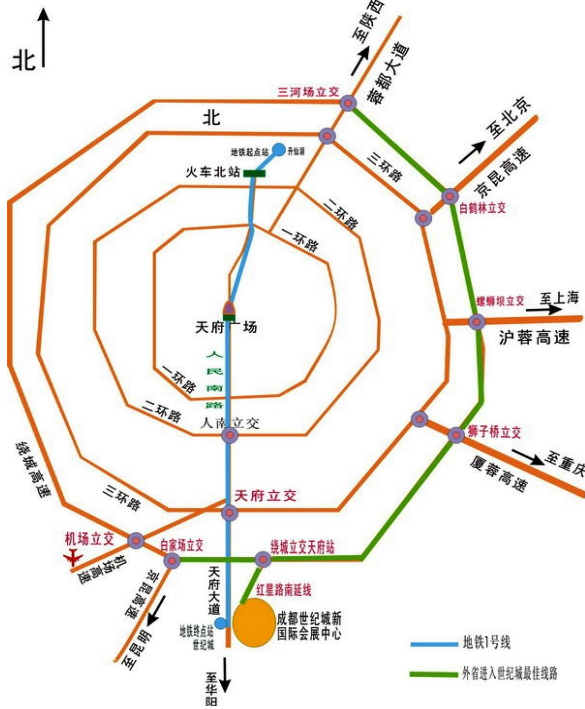 北
至陕西
蓉都大道
三河场立交
北
至北京
京昆高速
地铁起点站
升仙湖
火车北站
三环路
二环路
一环路
白鹤林立交
螺蛳坝立交
至上海
沪蓉高速
天府广场
人民南路
一环路
二环路
人南立交
狮子桥立交
至重庆
厦蓉高速
绕城高速
三环路
天府立交
机场立交
机场高速
白家场立交
绕城立交天府站
京昆高速
至昆明
天府大道
红星路南延线
成都世纪城新
国际会展中心
地铁终点站
世纪城
至华阳
地铁1号线
外省进入世纪城最佳线路